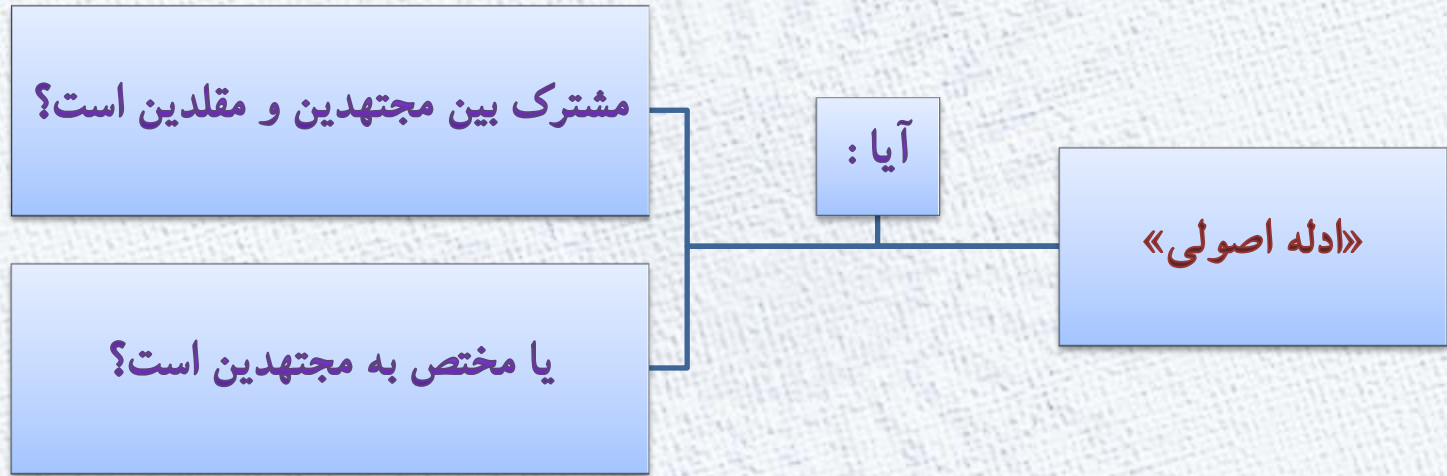 «ادله اصولی»
آیا :
مشترک بین مجتهدین و مقلدین است؟
یا مختص به مجتهدین است؟